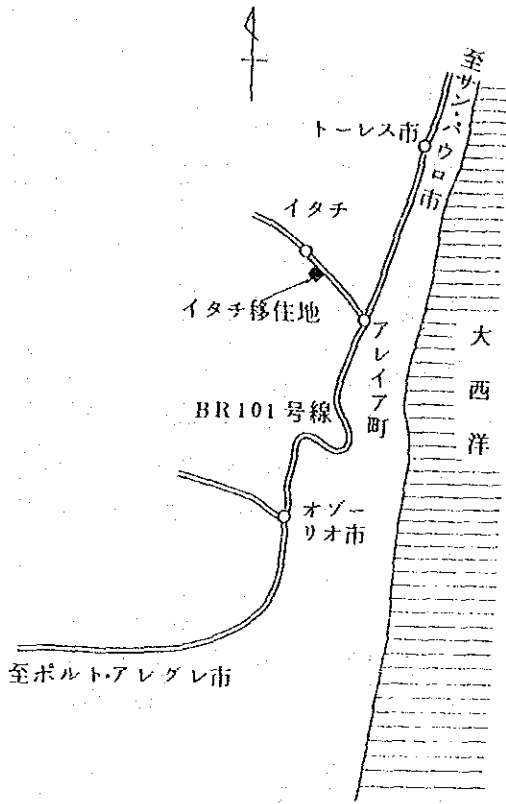 至サン・パウロ市
トーレス市
イタチ
イタチ移住地
アレイア町
大西洋
BR101号線
オゾー
リオ市
至ポルト・アレグレ市